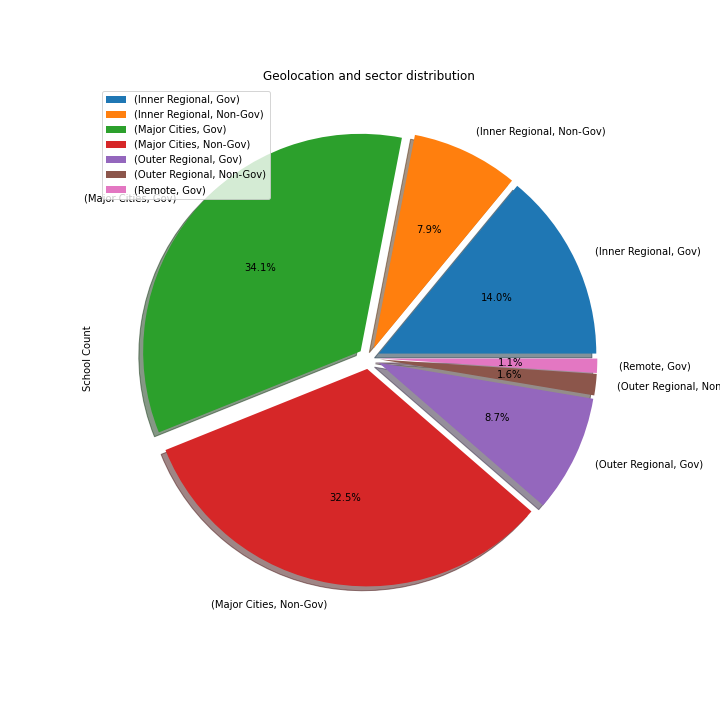 Geolocation and sector distribution
(Inner Regional, Gov)
(Inner Regional, Non-Gov)
(Major Cities, Gov)
(Major Cities, Non-Gov)
(Outer Regional, Gov)
(Outer Regional, Non-Gov)
(Remote, Gov)
(Inner Regional, Non-Gov)
(Major Cities, Gov)
7.9%
(Inner Regional, Gov)
34.1%
14.0%
School Count
1.1%
(Remote, Gov)
1.6%
(Outer Regional, Non
8.7%
(Outer Regional, Gov)
32.5%
(Major Cities, Non-Gov)